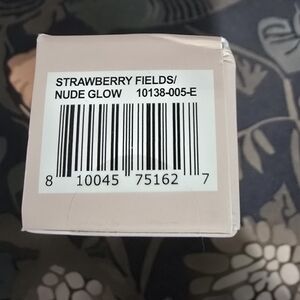 STRAWBERRY FIELDS/
NUDE GLOW 10138-005-E
8 10045 75162 7